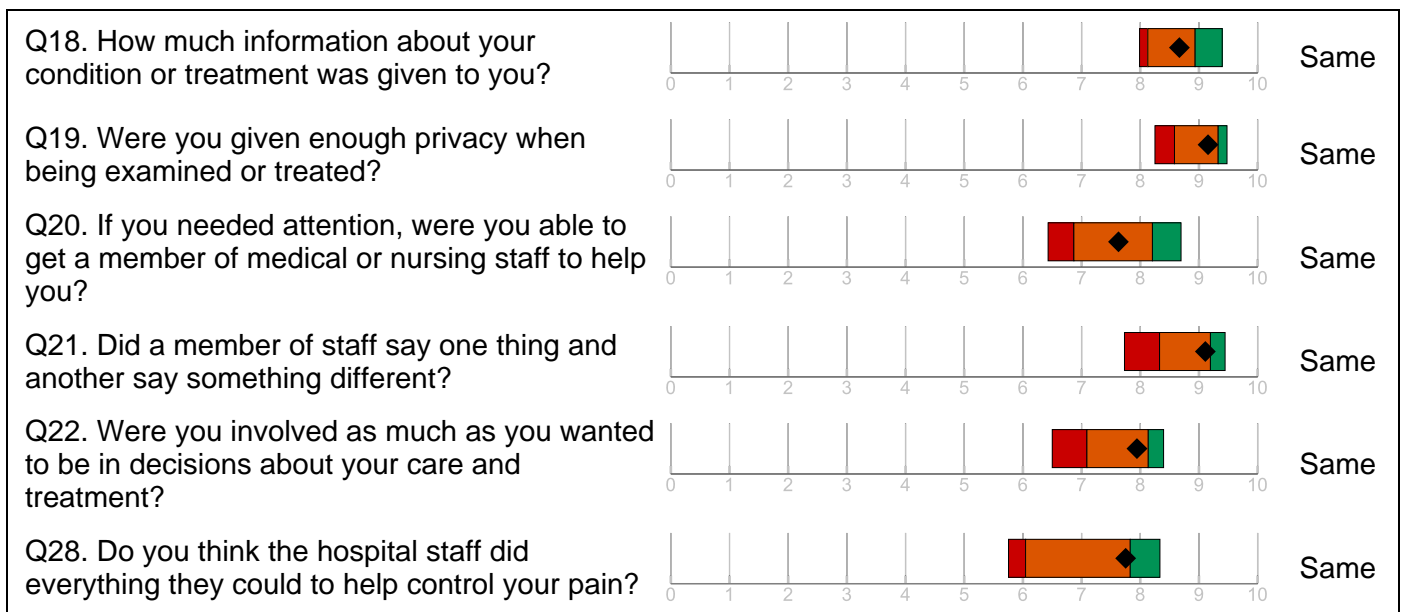 Q18. How much information about your
condition or treatment was given to you?
0 1 2 3 4 5 6 7 8 9 10
Same
Q19. Were you given enough privacy when
being examined or treated?
0 1 2 3 4 5 6 7 8 9 10
Same
Q20. If you needed attention, were you able to
get a member of medical or nursing staff to help
you?
0 1 2 3 4 5 6 7 8 9 10
Same
Q21. Did a member of staff say one thing and
another say something different?
0 1 2 3 4 5 6 7 8 9 10
Same
Q22. Were you involved as much as you wanted
to be in decisions about your care and
treatment?
0 1 2 3 4 5 6 7 8 9 10
Same
Q28. Do you think the hospital staff did
everything they could to help control your pain?
0 1 2 3 4 5 6 7 8 9 10
Same